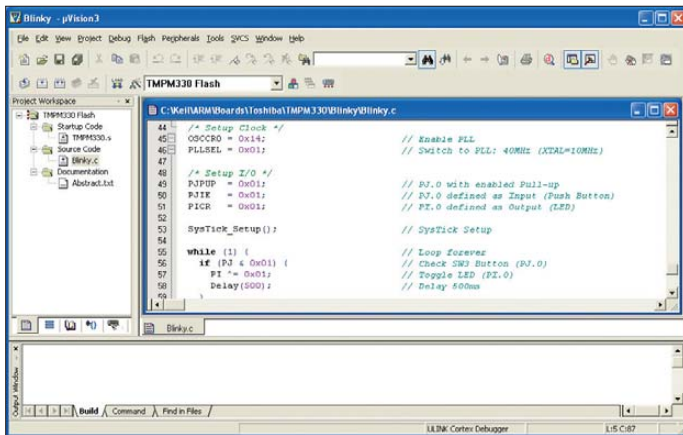 Blinky - µVision3
File Edit View Project Debug Flash Peripherals Tools SVCS Window Help
TMPM330 Flash
Project Workspace
TMPM330 Flash
Startup Code
TMPM330.s
Source Code
Blinky.c
Documentation
Abstract.txt
C:\Keil\ARM\Boards\Toshiba\TMPM330\Blinky\Blinky.c
44 /* Setup Clock */
45 OSCCR0 = 0x14; // Enable PLL
46 PLLSEL = 0x01; // Switch to PLL: 40MHz (XTAL=10MHz)
47
48 /* Setup I/O */
49 PJPUP = 0x01; // PJ.0 with enabled Pull-up
50 PJIE = 0x01; // PJ.0 defined as Input (Push Button)
51 PICR = 0x01; // PI.0 defined as Output (LED)
52
53 SysTick_Setup(); // SysTick Setup
54
55 while (1) { // Loop forever
56 if (PJ & 0x01) { // Check SW3 Button (PJ.0)
57 PI ^= 0x01; // Toggle LED (PI.0)
58 Delay(500); // Delay 500ms
59 }
Blinky.c
Output Window
Build Command Find in Files
ULINK Cortex Debugger L:5 C:87